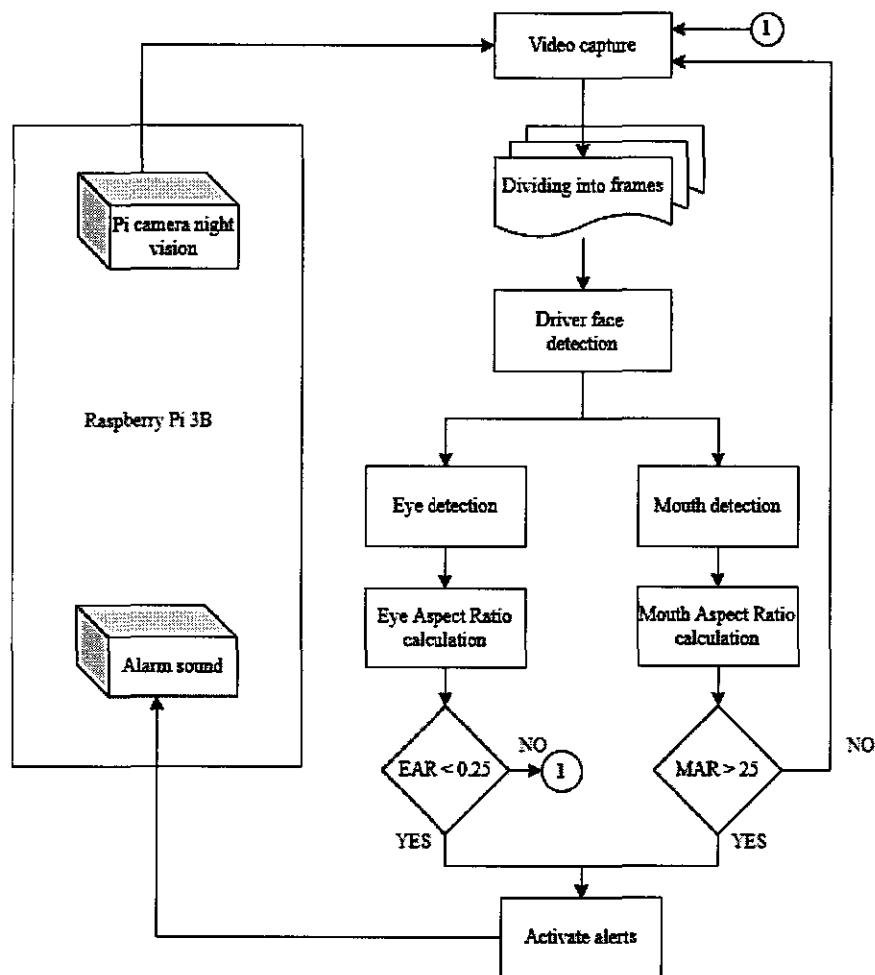 Video capture
1
Dividing into frames
Pi camera night
vision
Driver face
detection
Raspberry Pi 3B
Eye detection
Mouth detection
Eye Aspect Ratio
calculation
Mouth Aspect Ratio
calculation
Alarm sound
EAR < 0.25
NO
1
MAR > 25
NO
YES
YES
Activate alerts